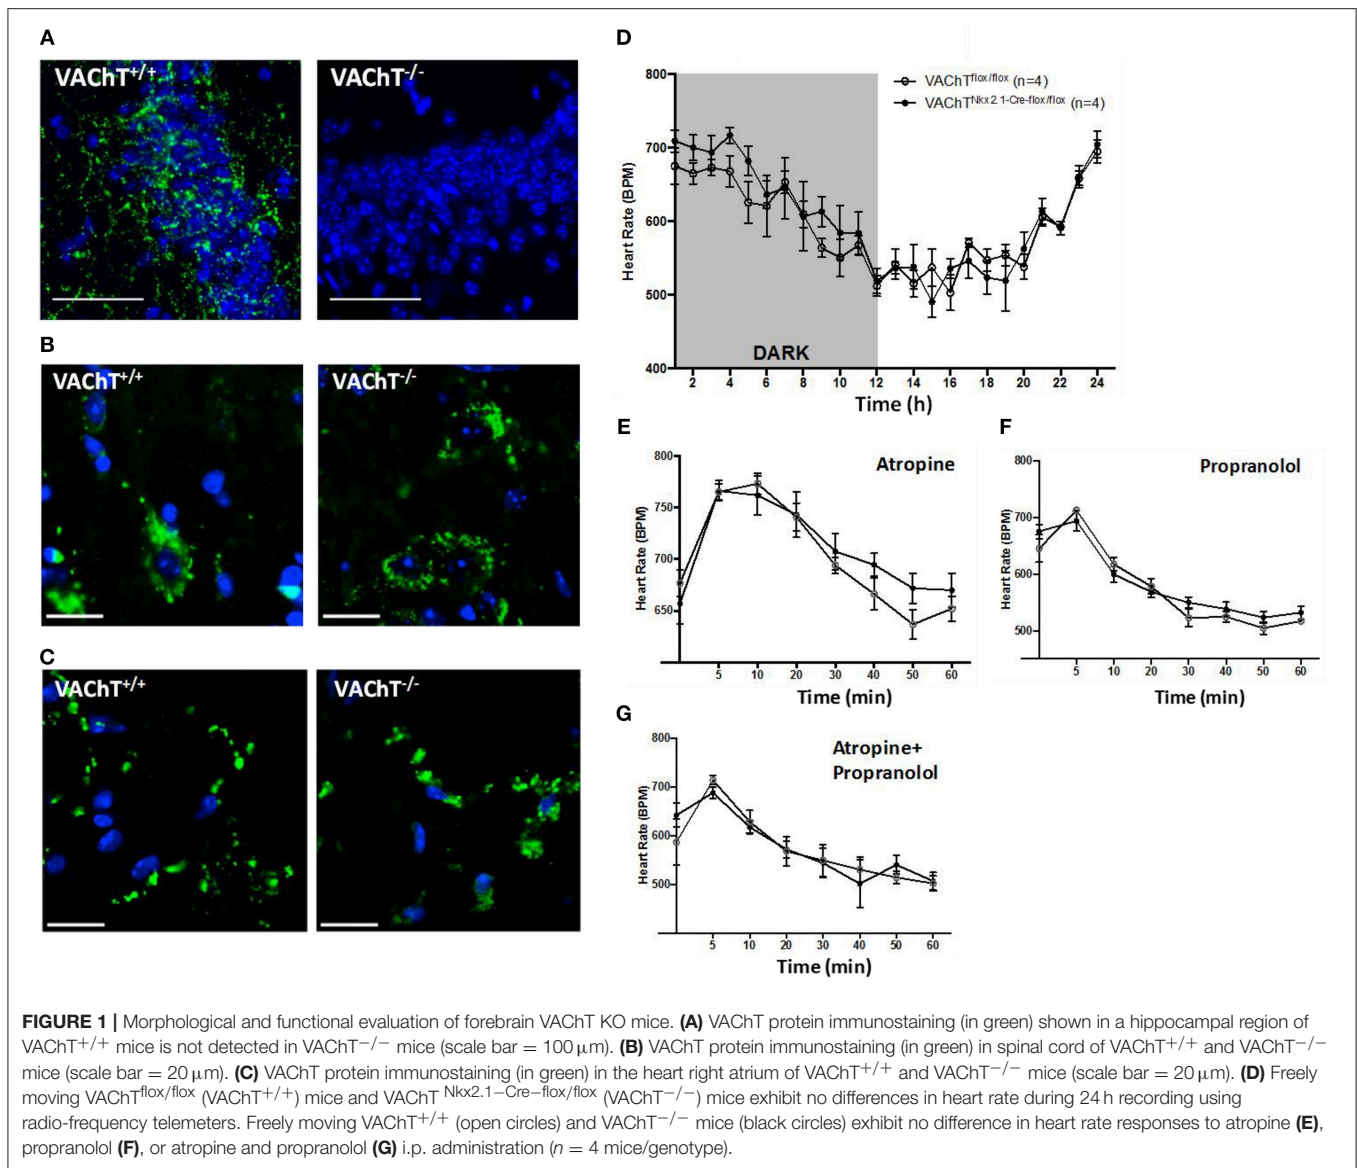 A
VAChT+/+
VAChT-/-
B
VAChT+/+
VAChT-/-
C
VAChT+/+
VAChT-/-
D
VAChTflox/flox (n=4)
VAChTNkx2.1-Cre-flox/flox (n=4)
Heart Rate (BPM)
800
700
600
500
400
DARK
2 4 6 8 10 12 14 16 18 20 22 24
Time (h)
E
Atropine
Heart Rate (BPM)
800
750
700
650
5 10 20 30 40 50 60
Time (min)
F
Propranolol
Heart Rate (BPM)
800
700
600
500
5 10 20 30 40 50 60
Time (min)
G
Atropine+
Propranolol
Heart Rate (BPM)
800
700
600
500
5 10 20 30 40 50 60
Time (min)
FIGURE 1 | Morphological and functional evaluation of forebrain VAChT KO mice. (A) VAChT protein immunostaining (in green) shown in a hippocampal region of
VAChT+/+ mice is not detected in VAChT−/− mice (scale bar = 100 μm). (B) VAChT protein immunostaining (in green) in spinal cord of VAChT+/+ and VAChT−/−
mice (scale bar = 20 μm). (C) VAChT protein immunostaining (in green) in the heart right atrium of VAChT+/+ and VAChT−/− mice (scale bar = 20 μm). (D) Freely
moving VAChTflox/flox (VAChT+/+) mice and VAChT Nkx2.1−Cre−flox/flox (VAChT−/−) mice exhibit no differences in heart rate during 24 h recording using
radio-frequency telemeters. Freely moving VAChT+/+ (open circles) and VAChT−/− mice (black circles) exhibit no difference in heart rate responses to atropine (E),
propranolol (F), or atropine and propranolol (G) i.p. administration (n = 4 mice/genotype).